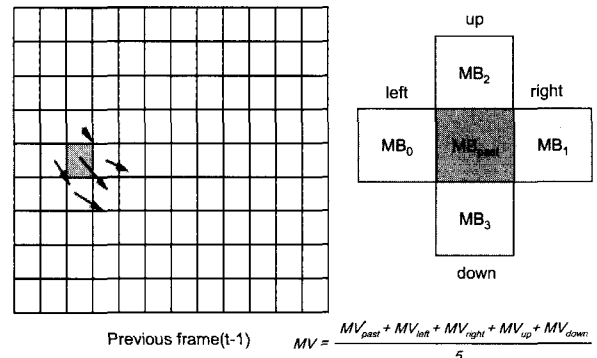 up
MB2
left
right
MB0
MBpast
MB1
MB3
down
Previous frame(t-1)
MV = MVpast + MVleft + MVright + MVup + MVdown
5